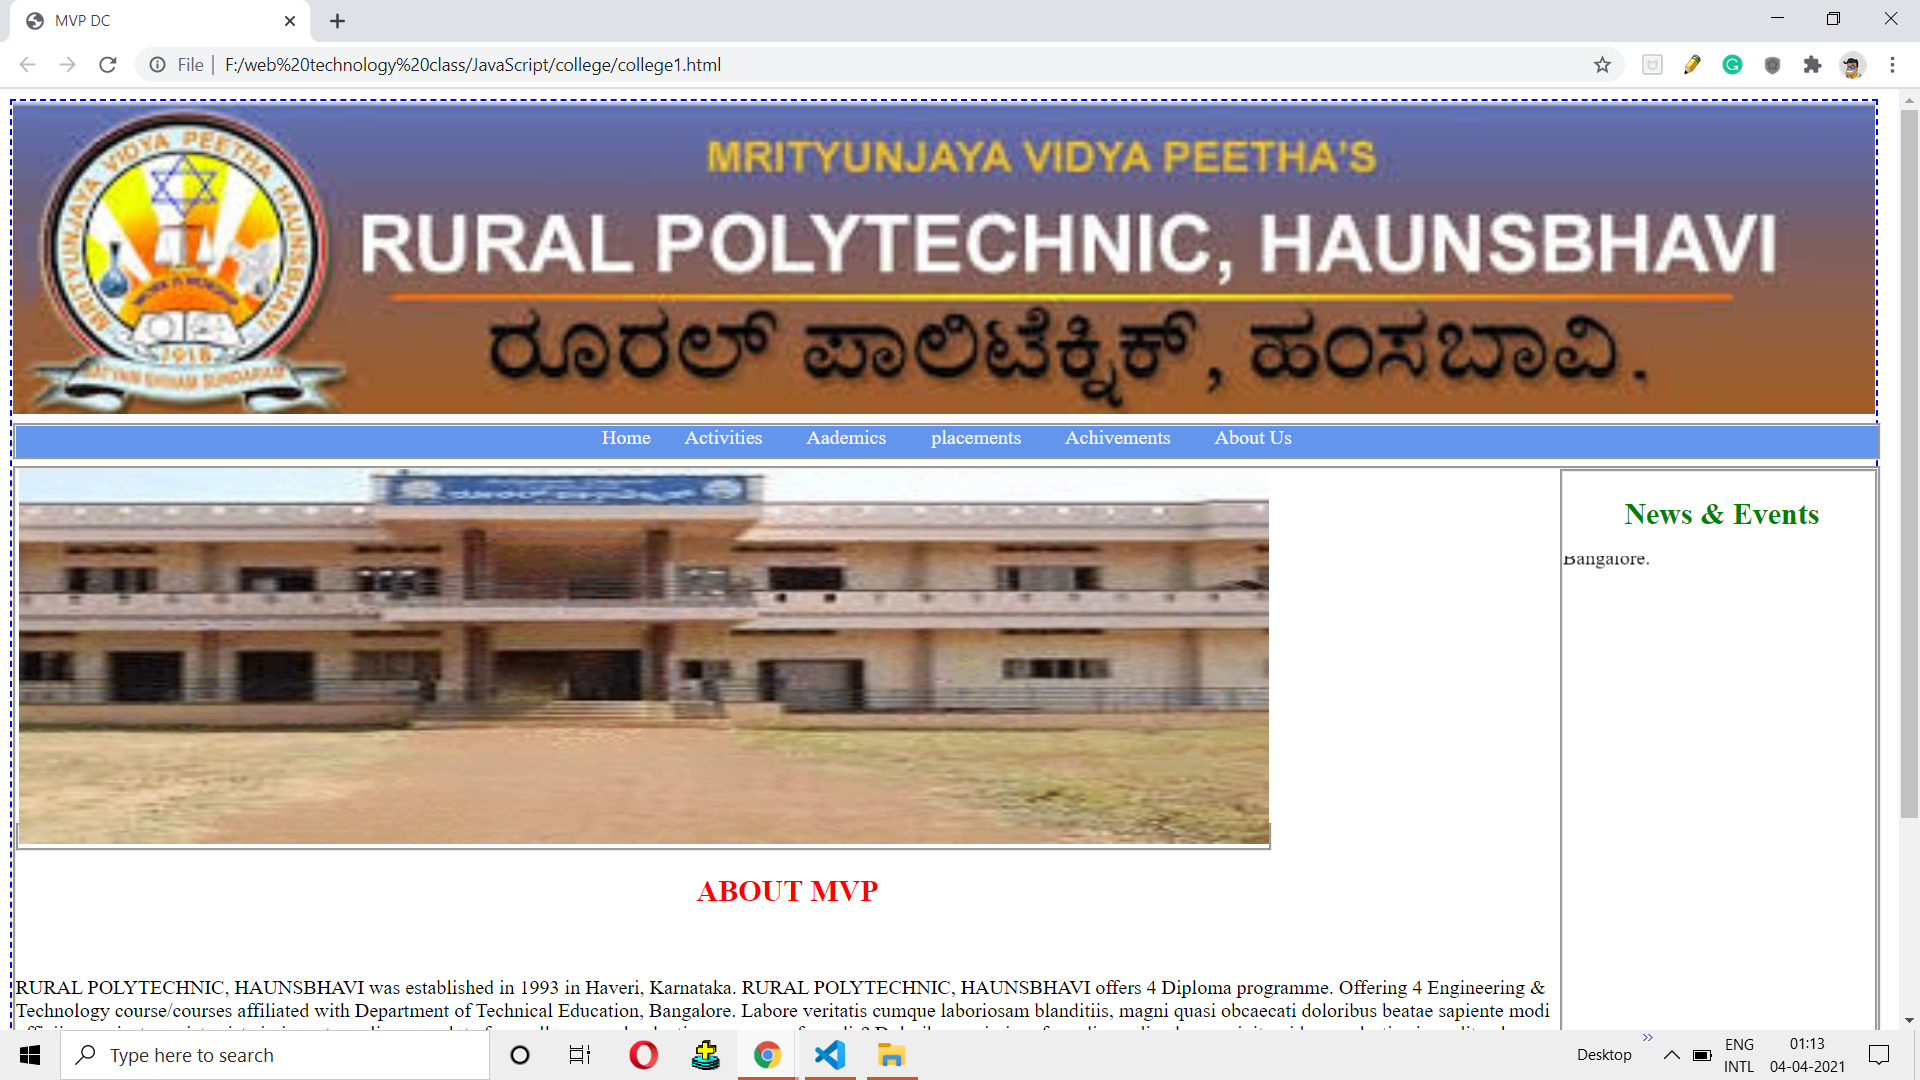 MVP DC
File
F:/web%20technology%20class/JavaScript/college/college1.html
MRITYUNJAYA VIDYA PEETHA HAUNSBHAVI
1918
SATYAM SHIVAM SUNDARAM
MRITYUNJAYA VIDYA PEETHA'S
RURAL POLYTECHNIC, HAUNSBHAVI
ರೂರಲ್ ಪಾಲಿಟೆಕ್ನಿಕ್, ಹಂಸಬಾವಿ.
Home Activities Aademics placements Achivements About Us
News & Events
Bangalore.
ABOUT MVP
RURAL POLYTECHNIC, HAUNSBHAVI was established in 1993 in Haveri, Karnataka. RURAL POLYTECHNIC, HAUNSBHAVI offers 4 Diploma programme. Offering 4 Engineering &
Technology course/courses affiliated with Department of Technical Education, Bangalore. Labore veritatis cumque laboriosam blanditiis, magni quasi obcaecati doloribus beatae sapiente modi
Type here to search
Desktop
ENG
INTL
01:13
04-04-2021